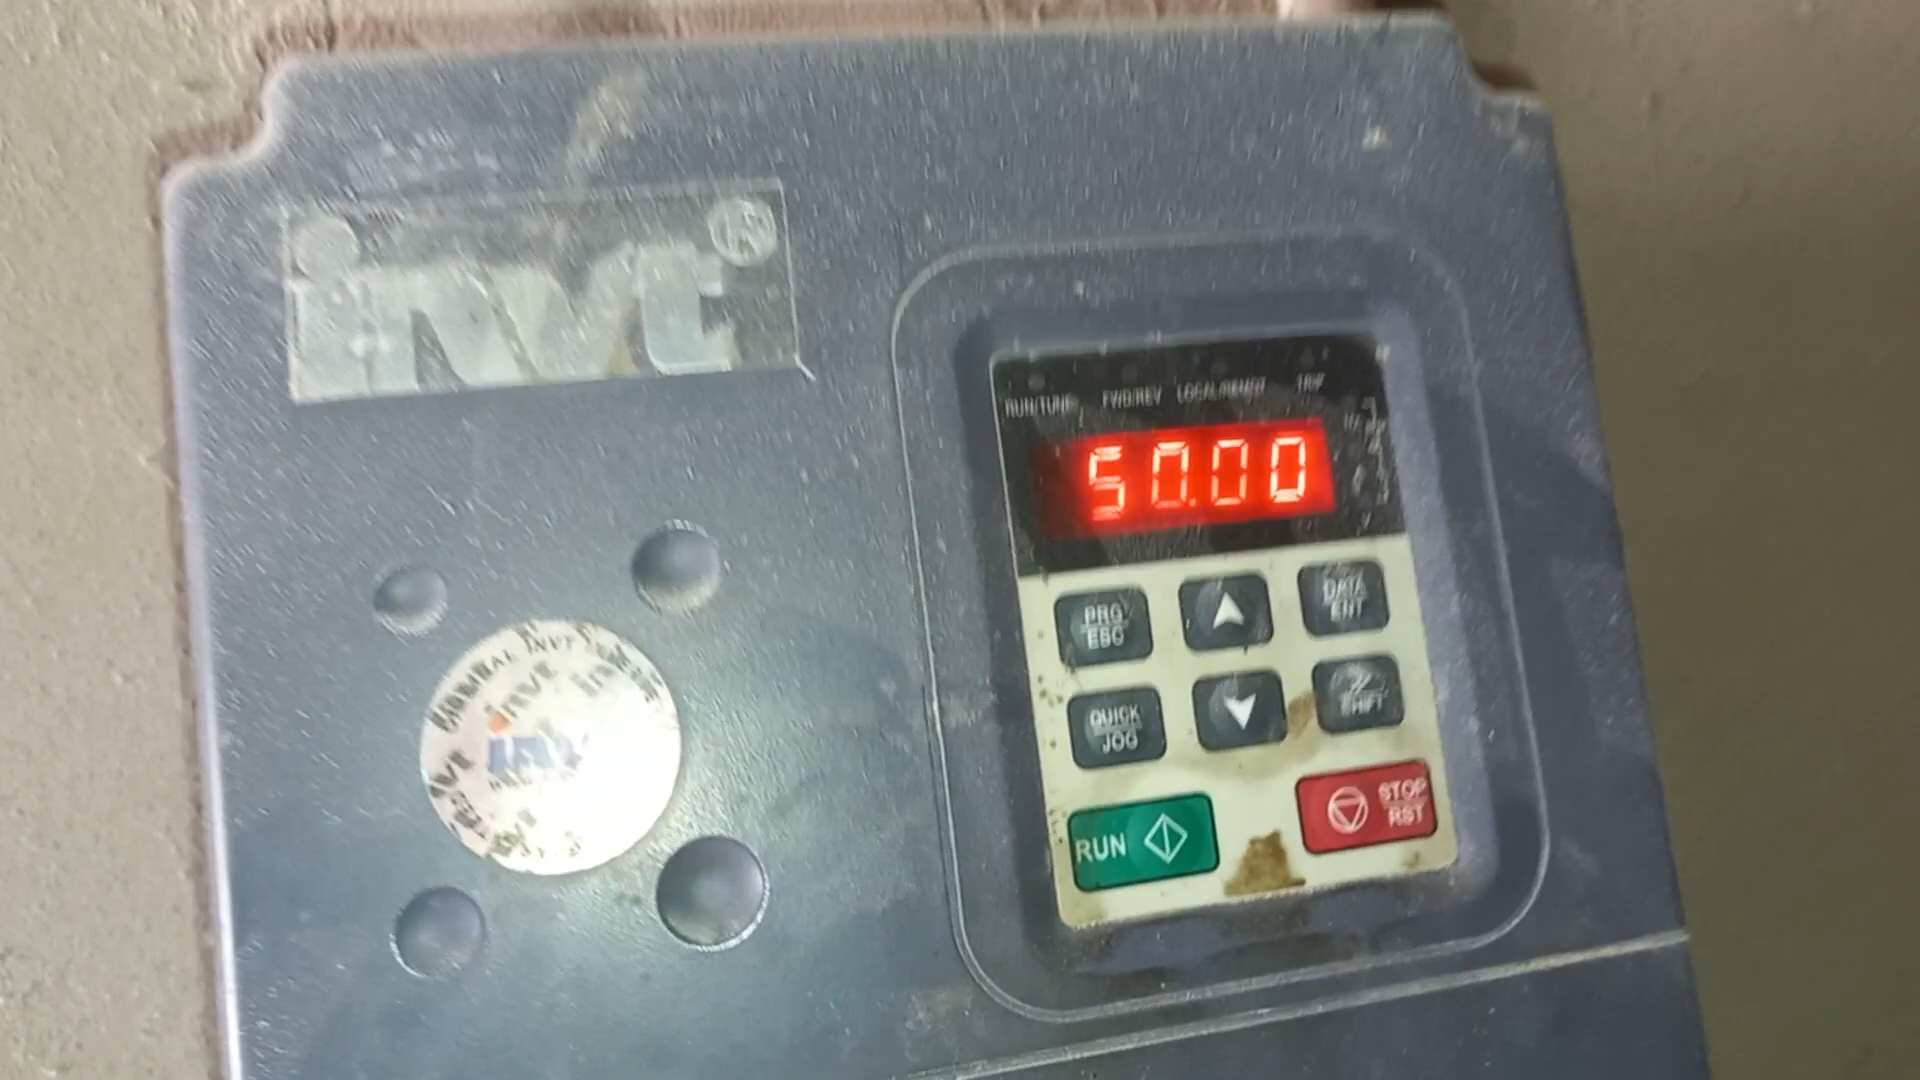 invt®
RUN/TUNE FWD/REV LOCAL/REMOT TRIP
50.00
PRG
ESC
DATA
ENT
QUICK
JOG
SHIFT
RUN
STOP
RST
invt